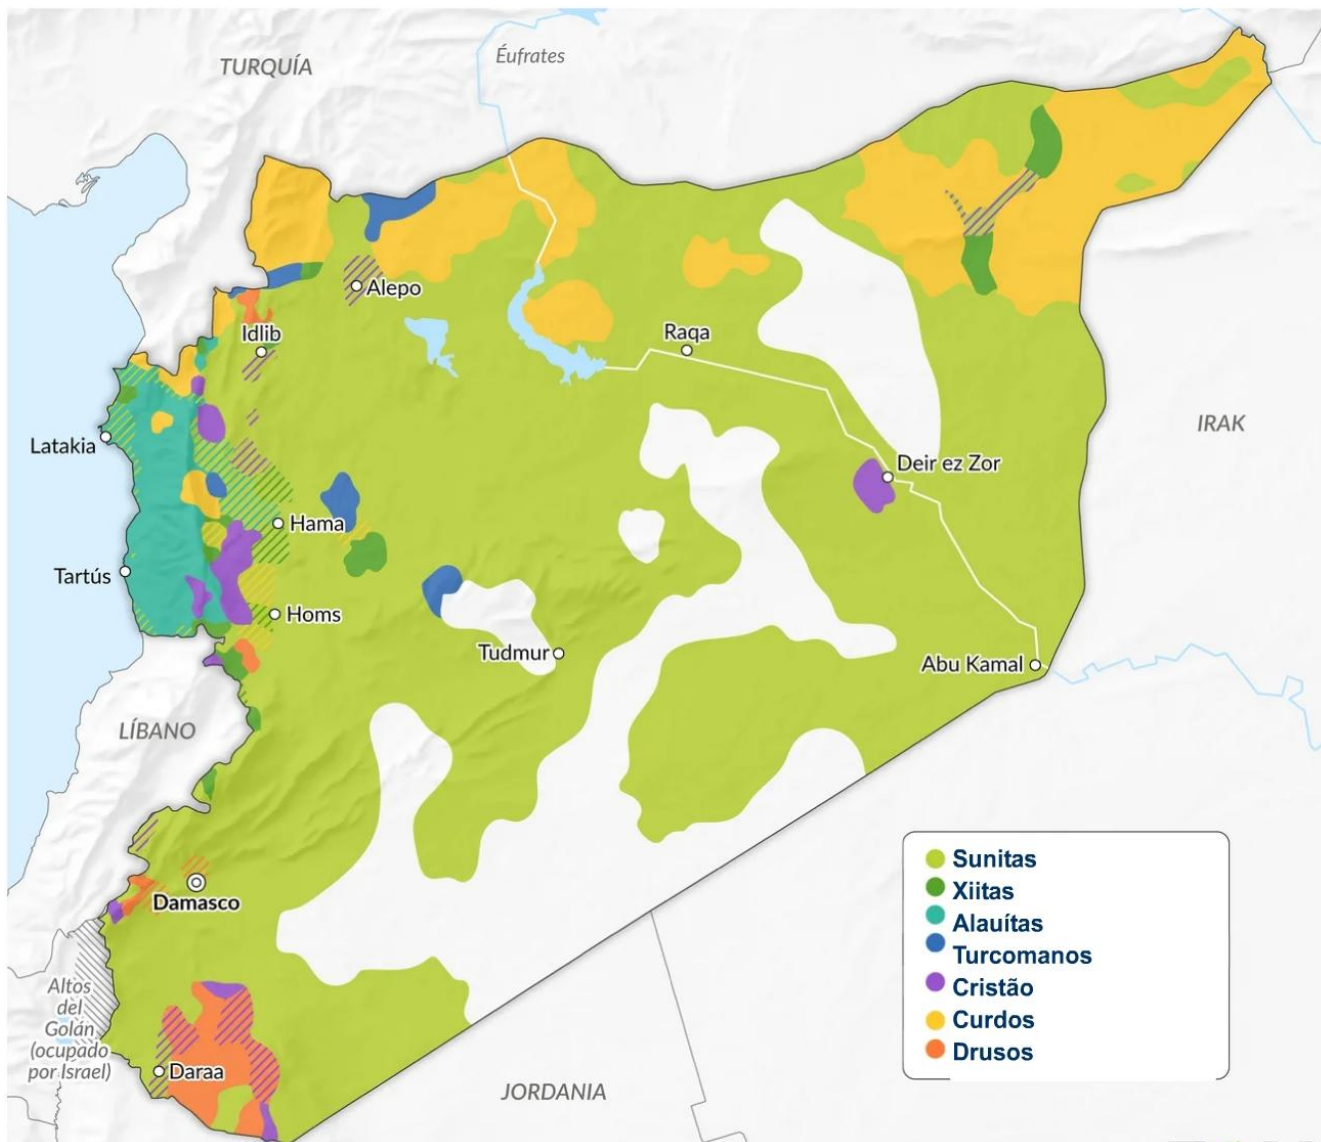 TURQUÍA
Éufrates
Alepo
Idlib
Raqa
IRAK
Latakia
Deir ez Zor
Hama
Tartús
Homs
Tudmur
Abu Kamal
LÍBANO
Damasco
Altos
del
Golán
(ocupado
por Israel)
Daraa
JORDANIA
Sunitas
Xiitas
Alauítas
Turcomanos
Cristão
Curdos
Drusos